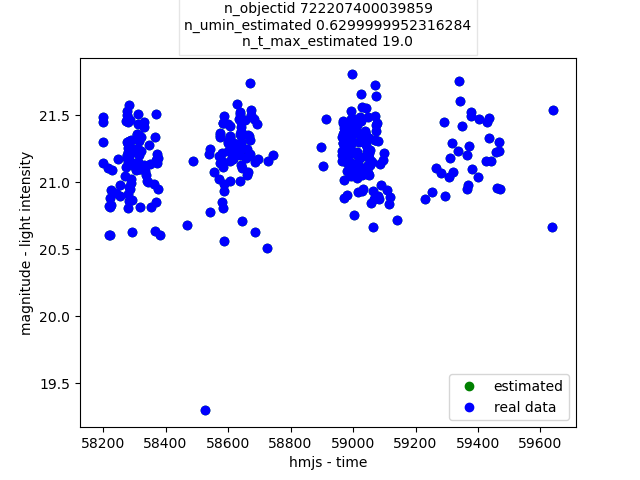 n_objectid 722207400039859
n_umin_estimated 0.6299999952316284
n_t_max_estimated 19.0
magnitude - light intensity
21.5
21.0
20.5
20.0
19.5
estimated
real data
58200 58400 58600 58800 59000 59200 59400 59600
hmjs - time